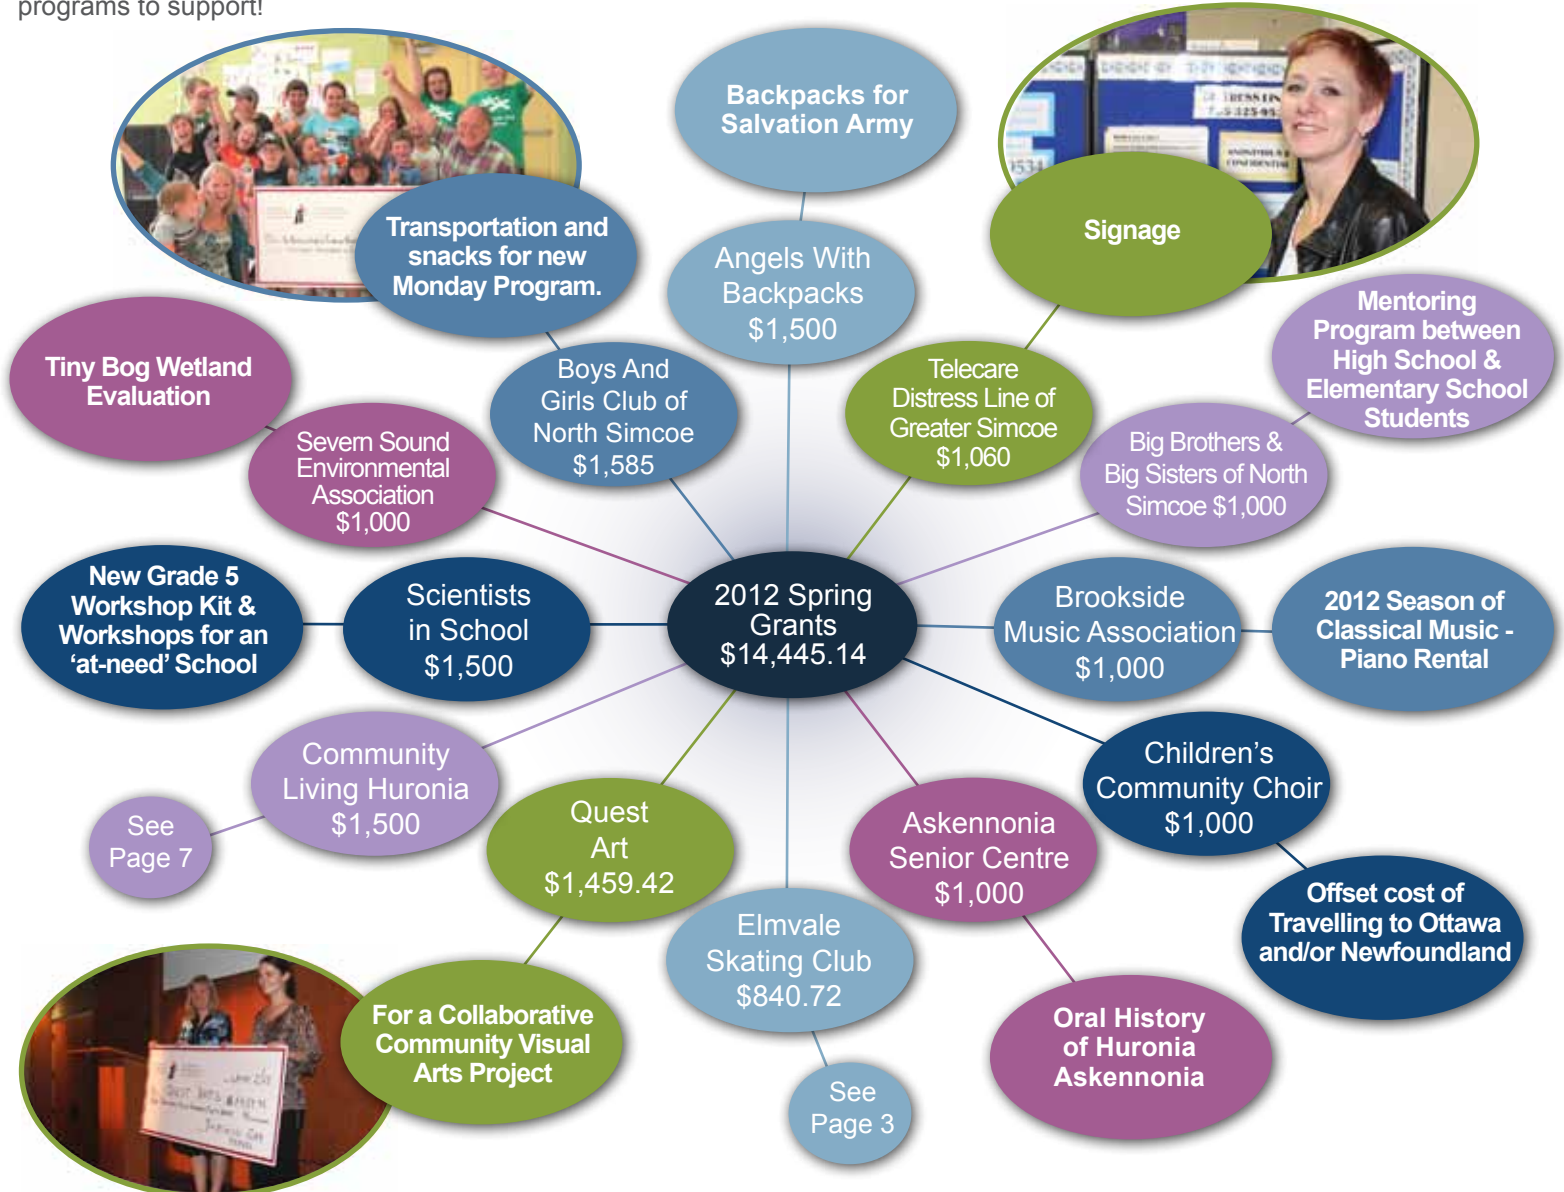 programs to support!
Backpacks for
Salvation Army
Transportation and
snacks for new
Monday Program.
Angels With
Backpacks
$1,500
Signage
Mentoring
Program between
High School &
Elementary School
Students
Tiny Bog Wetland
Evaluation
Severn Sound
Environmental
Association
$1,000
Boys And
Girls Club of
North Simcoe
$1,585
Telecare
Distress Line of
Greater Simcoe
$1,060
Big Brothers &
Big Sisters of North
Simcoe $1,000
New Grade 5
Workshop Kit &
Workshops for an
‘at-need’ School
Scientists
in School
$1,500
2012 Spring
Grants
$14,445.14
Brookside
Music Association
$1,000
2012 Season of
Classical Music -
Piano Rental
Community
Living Huronia
$1,500
See
Page 7
Quest
Art
$1,459.42
Elmvale
Skating Club
$840.72
Askennonia
Senior Centre
$1,000
Children’s
Community Choir
$1,000
Offset cost of
Travelling to Ottawa
and/or Newfoundland
For a Collaborative
Community Visual
Arts Project
See
Page 3
Oral History
of Huronia
Askennonia